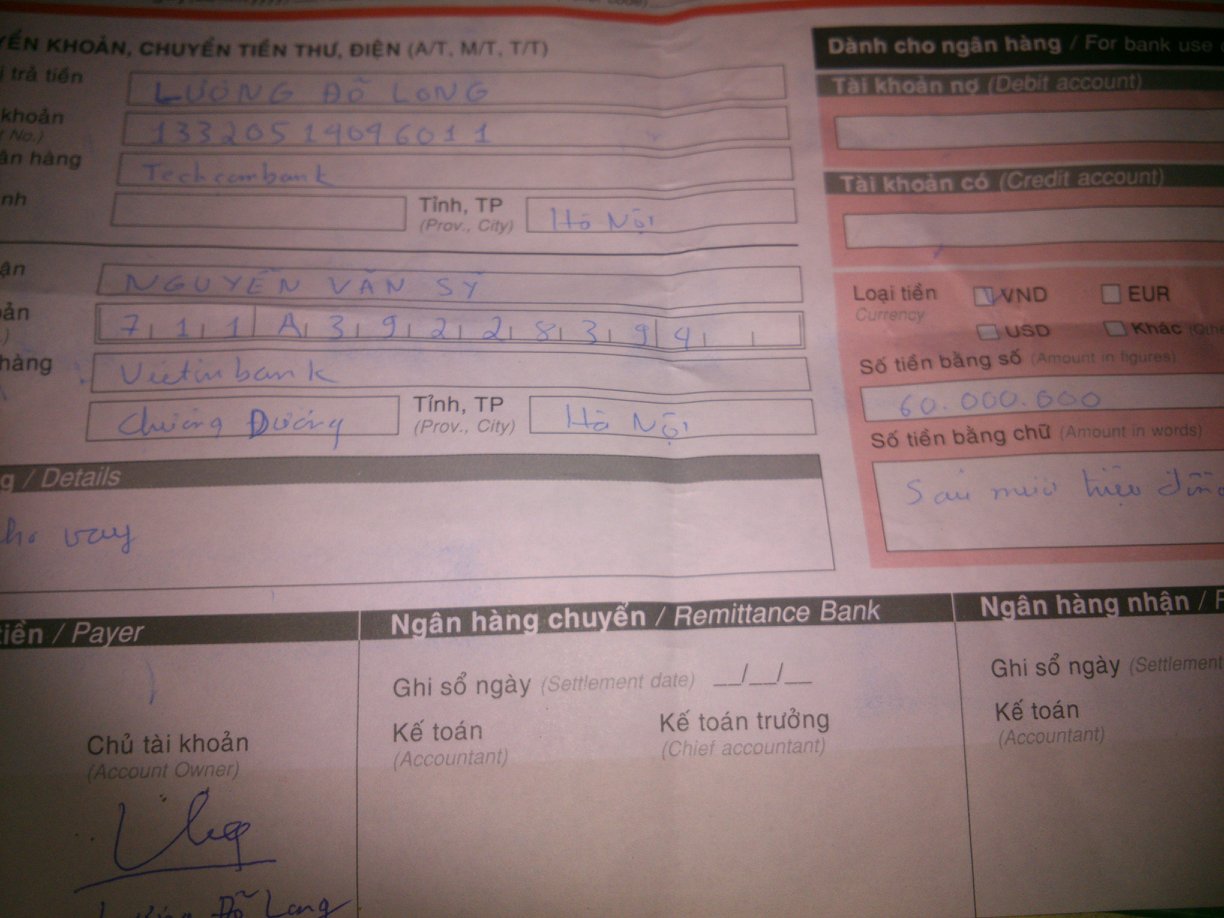 YỂN KHOẢN, CHUYỂN TIỀN THƯ, ĐIỆN (A/T, M/T, T/T)
i trả tiền LƯƠNG ĐỖ LONG
khoản 13320519096011
No.)
ân hàng Techcombank
nh Tỉnh, TP Hà Nội
(Prov., City)
ận NGUYỄN VĂN SỸ
oản 711A39228394
.)
hàng Vietinbank
Chương Dương Tỉnh, TP Hà Nội
(Prov., City)
g / Details
cho vay
Dành cho ngân hàng / For bank use
Tài khoản nợ (Debit account)
Tài khoản có (Credit account)
Loại tiền VND EUR
Currency
USD Khác
Số tiền bằng số (Amount in figures)
60.000.000
Số tiền bằng chữ (Amount in words)
Sáu mươi triệu đồng
tiền / Payer
Chủ tài khoản
(Account Owner)
Lương Đỗ Long
Ngân hàng chuyển / Remittance Bank
Ghi sổ ngày (Settlement date) __/__/__
Kế toán Kế toán trưởng
(Accountant) (Chief accountant)
Ngân hàng nhận /
Ghi sổ ngày (Settlement
Kế toán
(Accountant)